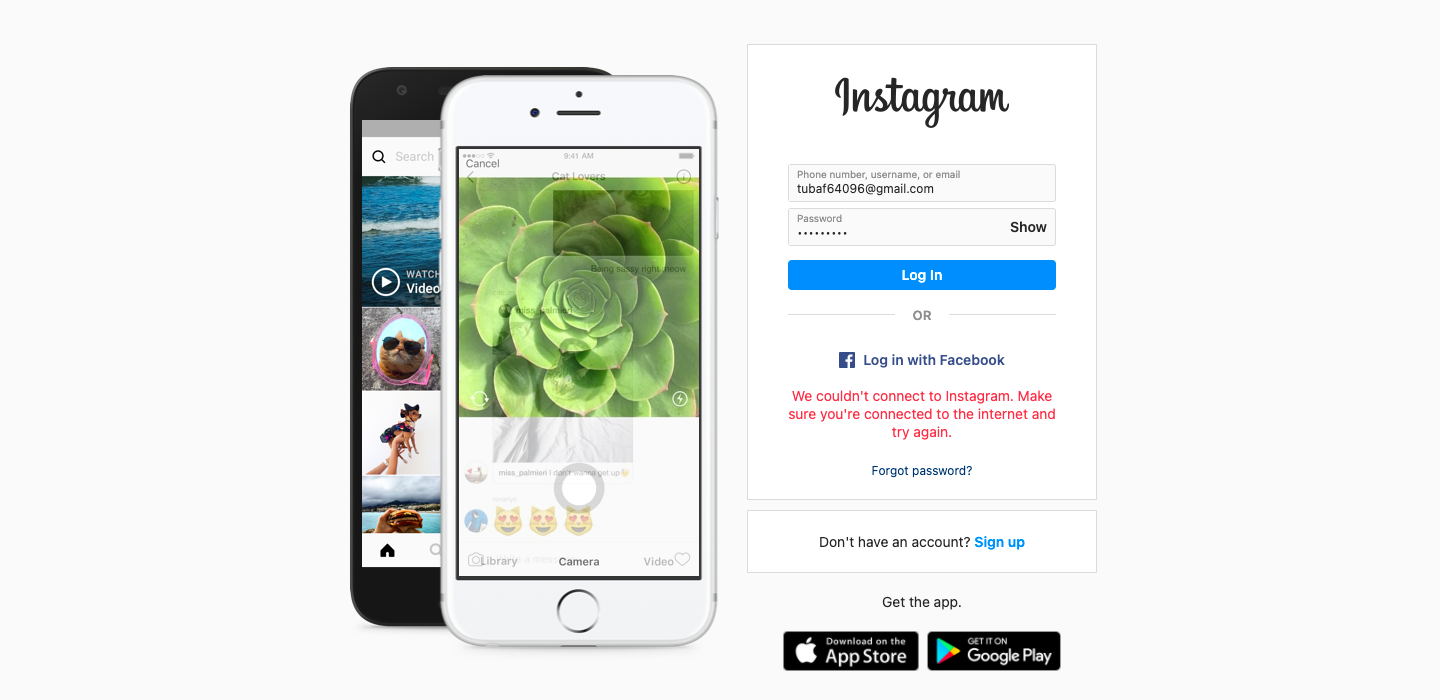 Search
WATCH
Video
9:41 AM
Cancel
Cat Lovers
Being sassy right meow
miss_palmieri
miss_palmieri I don't wanna get up
Library
Camera
Video
Instagram
Phone number, username, or email
tubaf64096@gmail.com
Password
•••••••••
Show
Log In
OR
Log in with Facebook
We couldn't connect to Instagram. Make
sure you're connected to the internet and
try again.
Forgot password?
Don't have an account? Sign up
Get the app.
Download on the
App Store
GET IT ON
Google Play